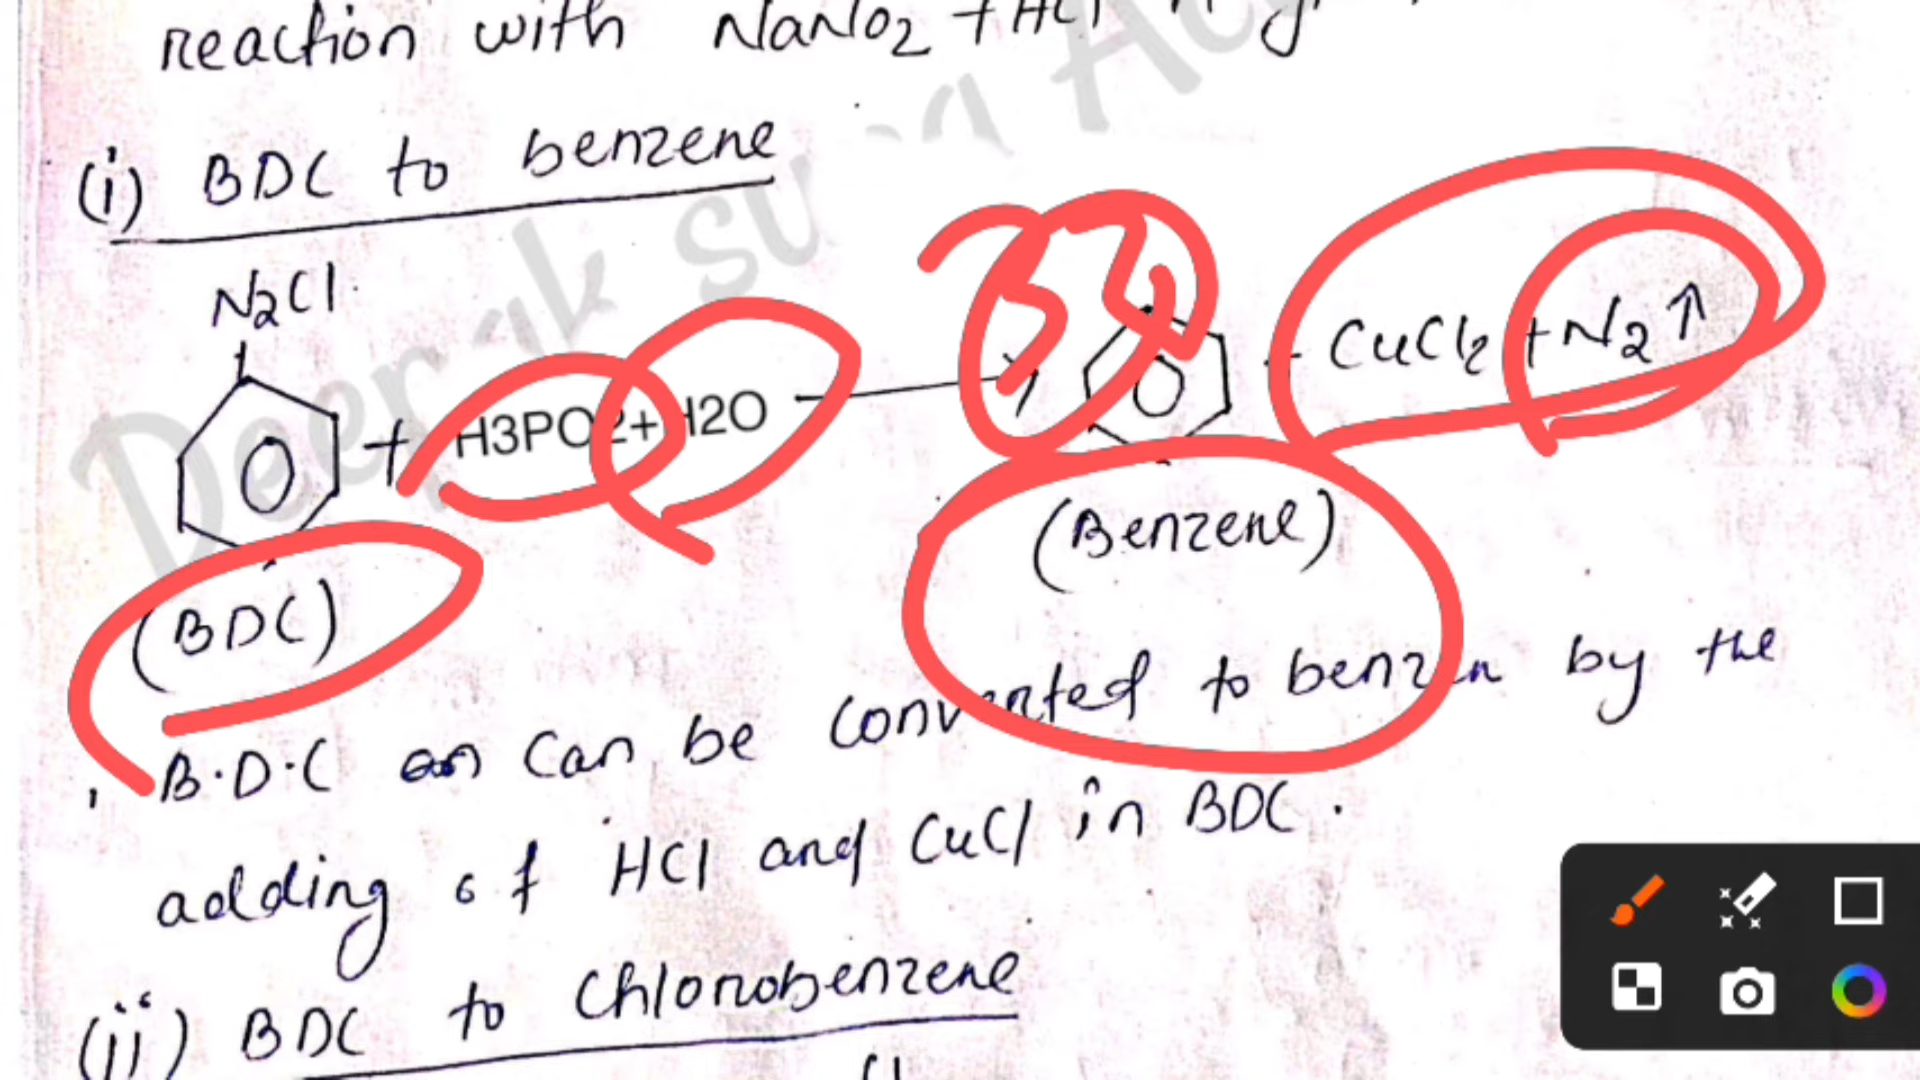 reaction with NaNO2 + HCl
(i) BDC to benzene
N2Cl
+ H3PO2+H2O → CuCl2 + N2↑
(BDC) (Benzene)
B.D.C can be converted to benzen by the
adding of HCl and CuCl in BDC.
(ii) BDC to Chlorobenzene